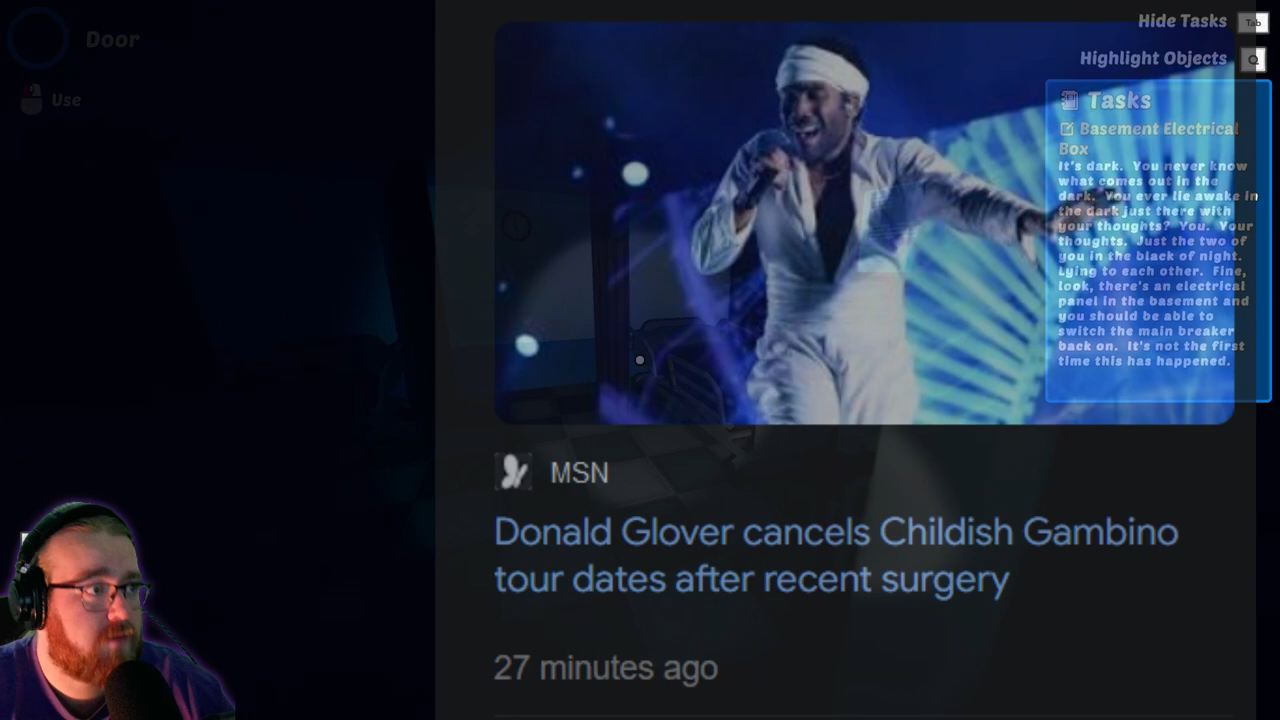 Door
Use
Hide Tasks Tab
Highlight Objects Q
Tasks
Basement Electrical
Box
It's dark. You never know
what comes out in the
dark. You ever lie awake in
the dark just there with
your thoughts? You. Your
thoughts. Just the two of
you in the black of night.
Lying to each other. Fine,
look, there's an electrical
panel in the basement and
you should be able to
switch the main breaker
back on. It's not the first
time this has happened.
MSN
Donald Glover cancels Childish Gambino
tour dates after recent surgery
27 minutes ago